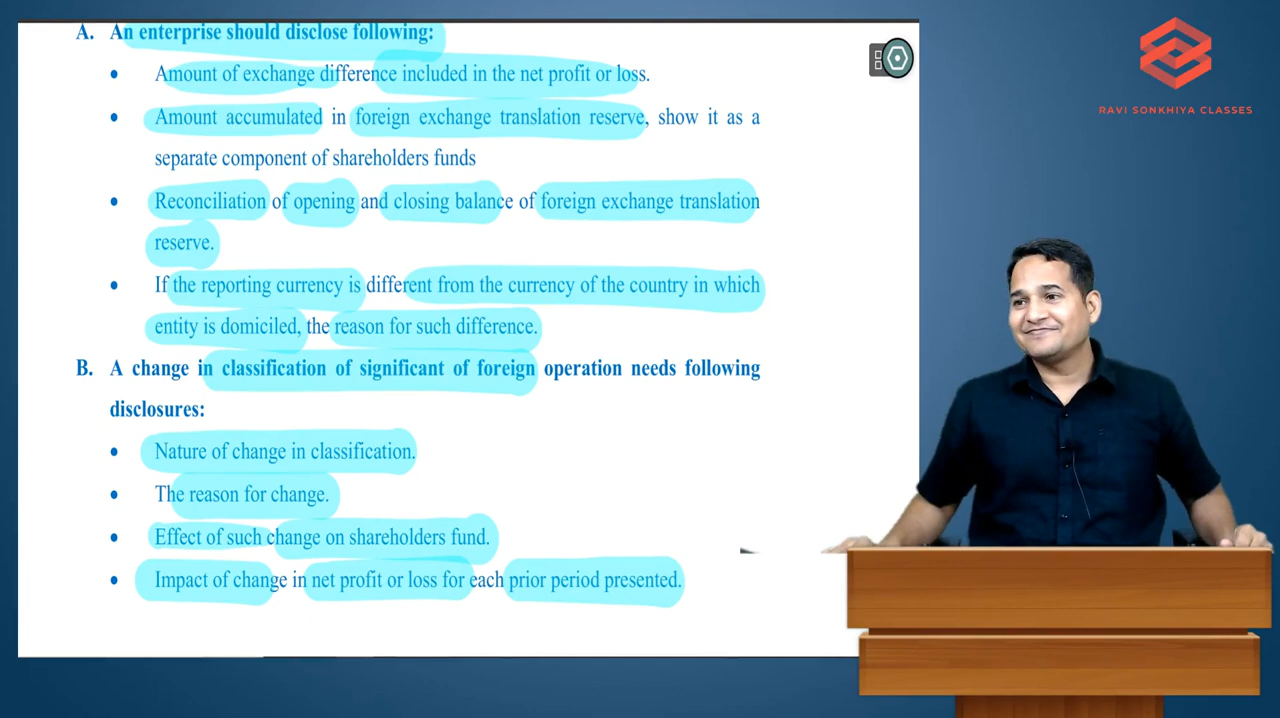 A. An enterprise should disclose following:
• Amount of exchange difference included in the net profit or loss.
• Amount accumulated in foreign exchange translation reserve, show it as a
separate component of shareholders funds
• Reconciliation of opening and closing balance of foreign exchange translation
reserve.
• If the reporting currency is different from the currency of the country in which
entity is domiciled, the reason for such difference.
B. A change in classification of significant of foreign operation needs following
disclosures:
• Nature of change in classification.
• The reason for change.
• Effect of such change on shareholders fund.
• Impact of change in net profit or loss for each prior period presented.
RAVI SONKHIYA CLASSES